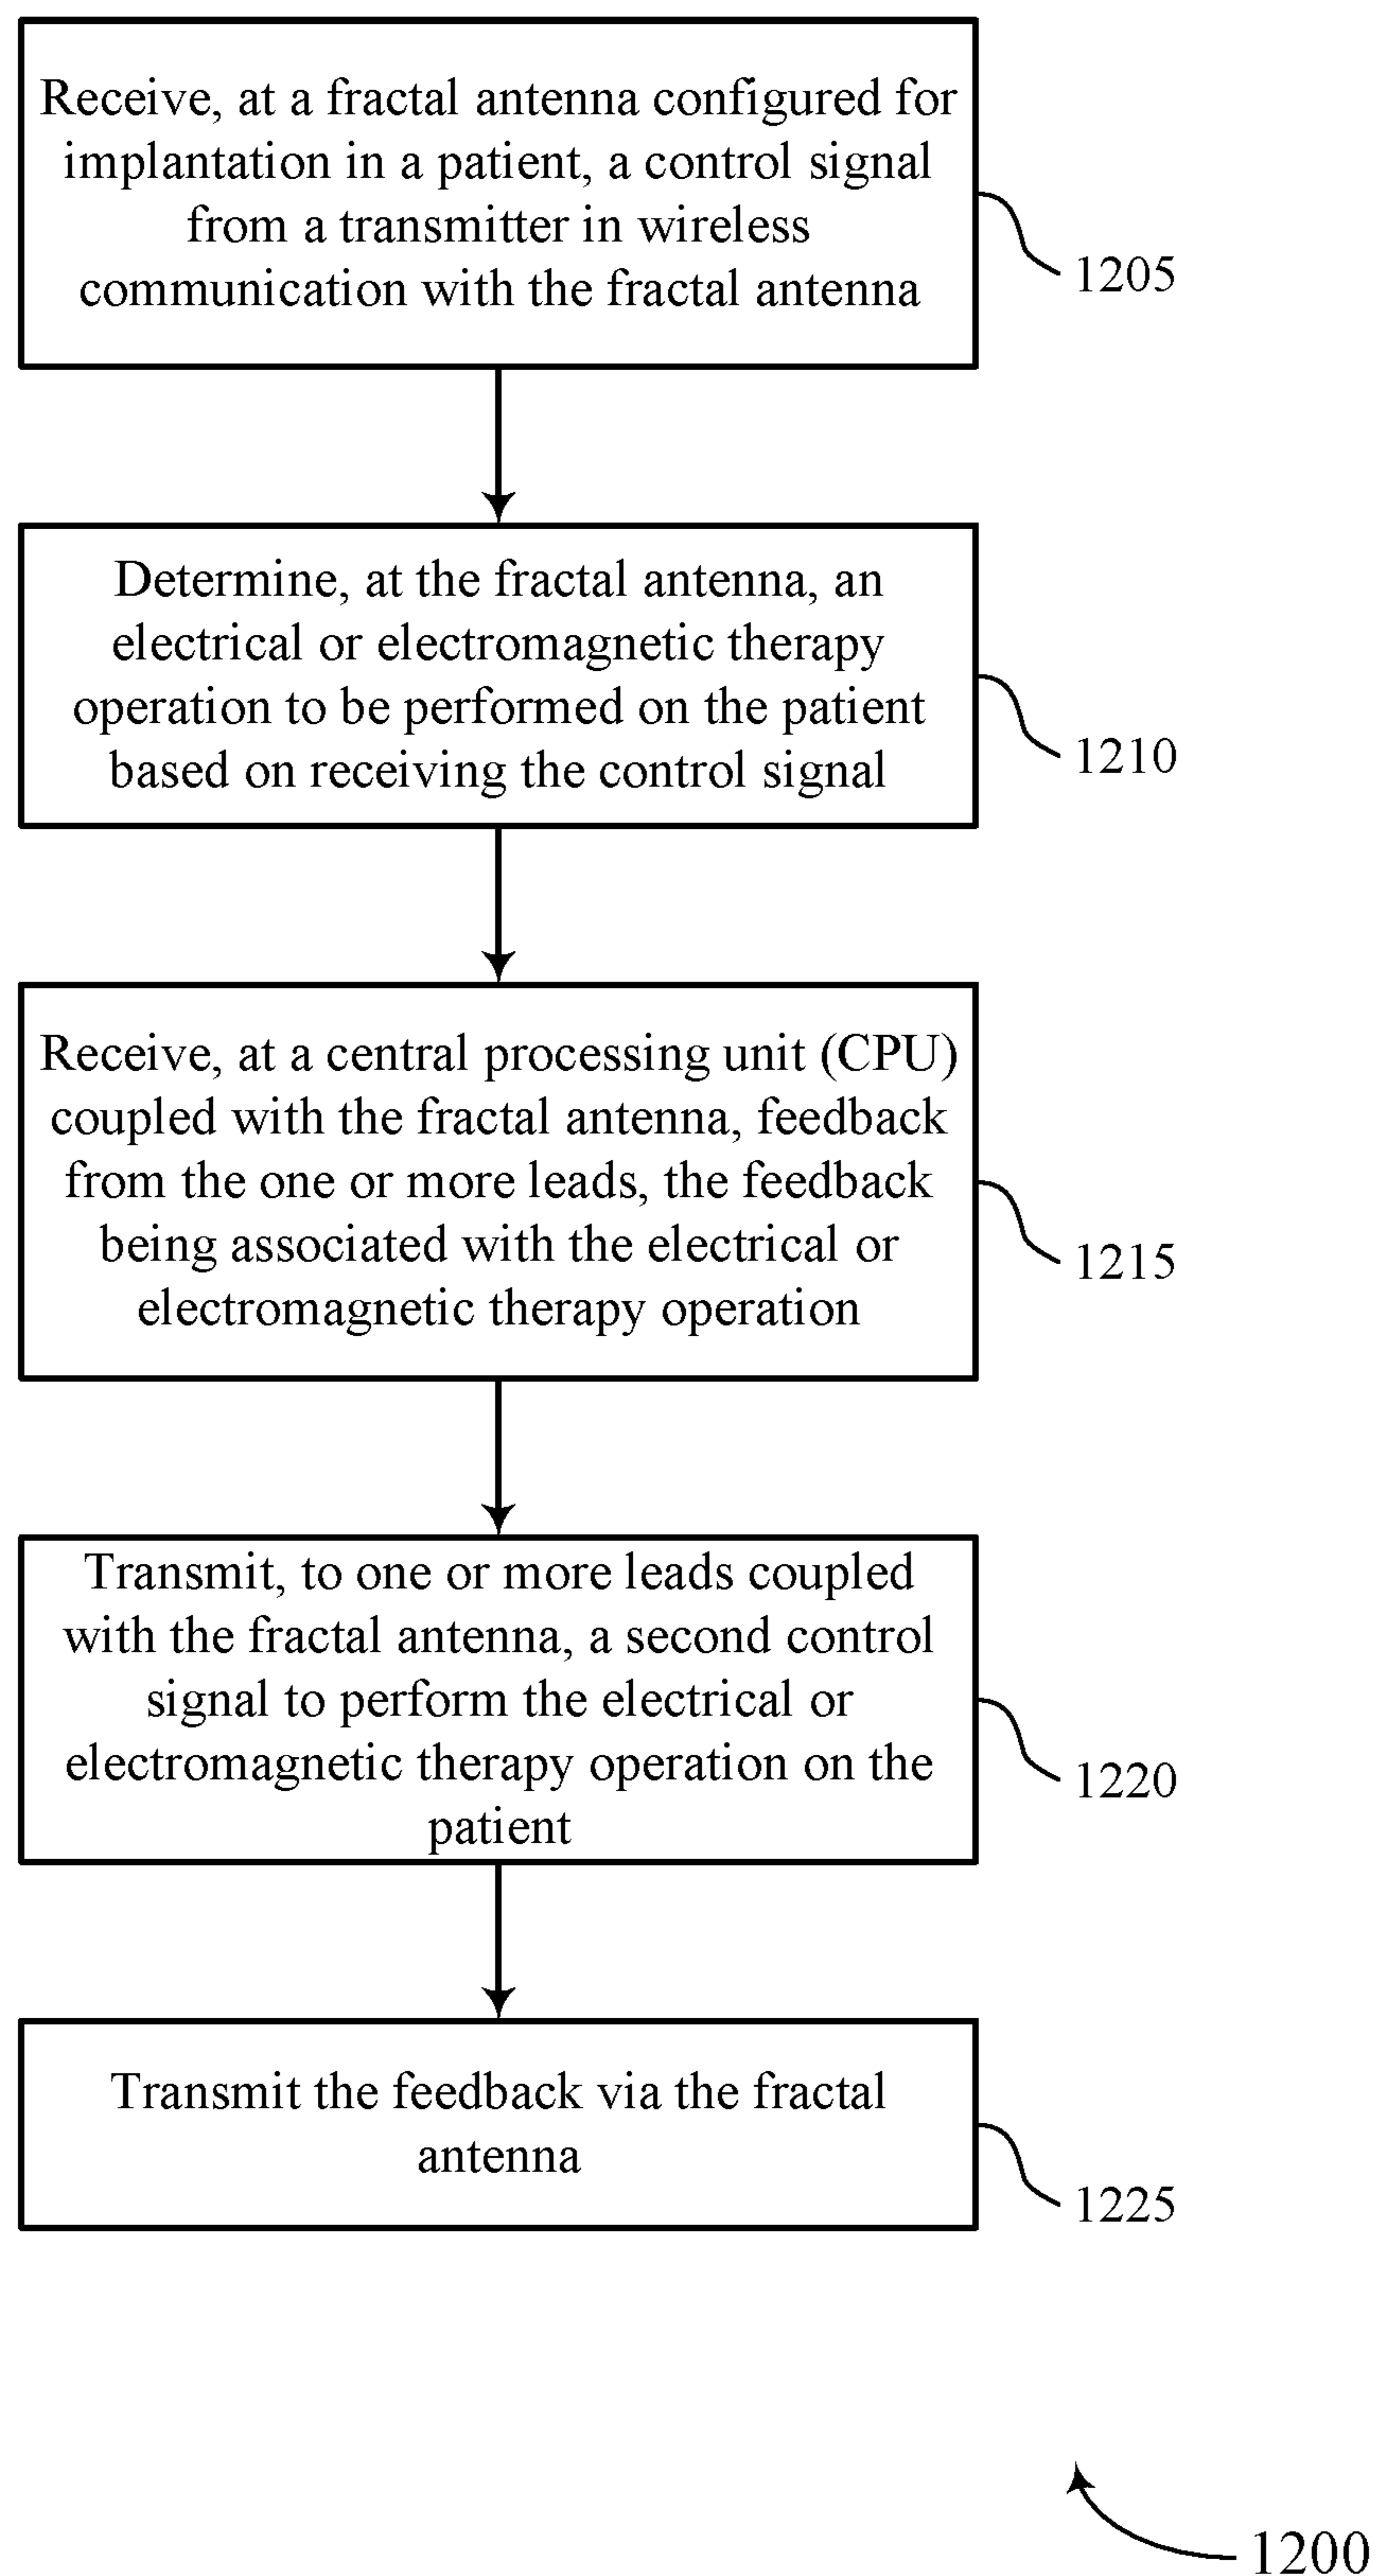 Receive, at a fractal antenna configured for
implantation in a patient, a control signal
from a transmitter in wireless
communication with the fractal antenna
1205
Determine, at the fractal antenna, an
electrical or electromagnetic therapy
operation to be performed on the patient
based on receiving the control signal
1210
Receive, at a central processing unit (CPU)
coupled with the fractal antenna, feedback
from the one or more leads, the feedback
being associated with the electrical or
electromagnetic therapy operation
1215
Transmit, to one or more leads coupled
with the fractal antenna, a second control
signal to perform the electrical or
electromagnetic therapy operation on the
patient
1220
Transmit the feedback via the fractal
antenna
1225
1200